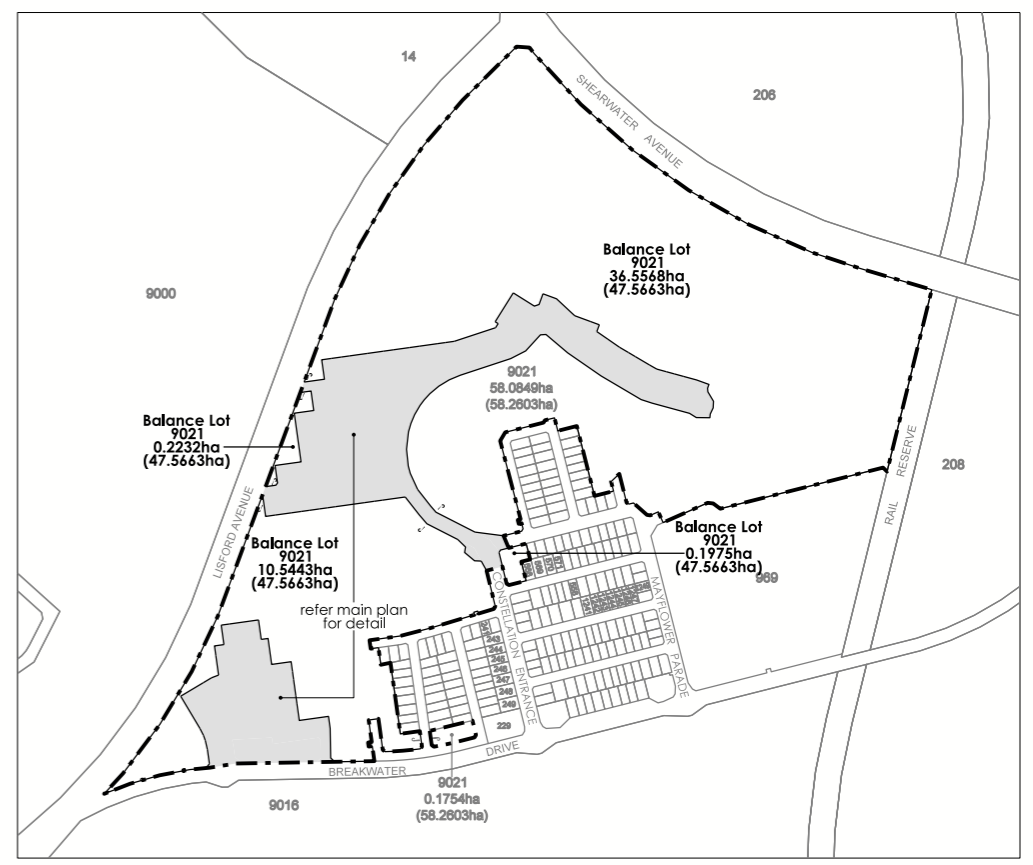 14
206
SHEARWATER AVENUE
Balance Lot
9021
36.5568ha
(47.5663ha)
9000
9021
58.0849ha
(58.2603ha)
Balance Lot
9021
0.2232ha
(47.5663ha)
RAIL RESERVE
208
LISFORD AVENUE
Balance Lot
9021
10.5443ha
(47.5663ha)
Balance Lot
9021
0.1975ha
(47.5663ha)
969
refer main plan
for detail
CONSTELLATION ENTRANCE
MAYFLOWER PARADE
243
244
245
246
247
248
249
229
BREAKWATER DRIVE
9016
9021
0.1754ha
(58.2603ha)